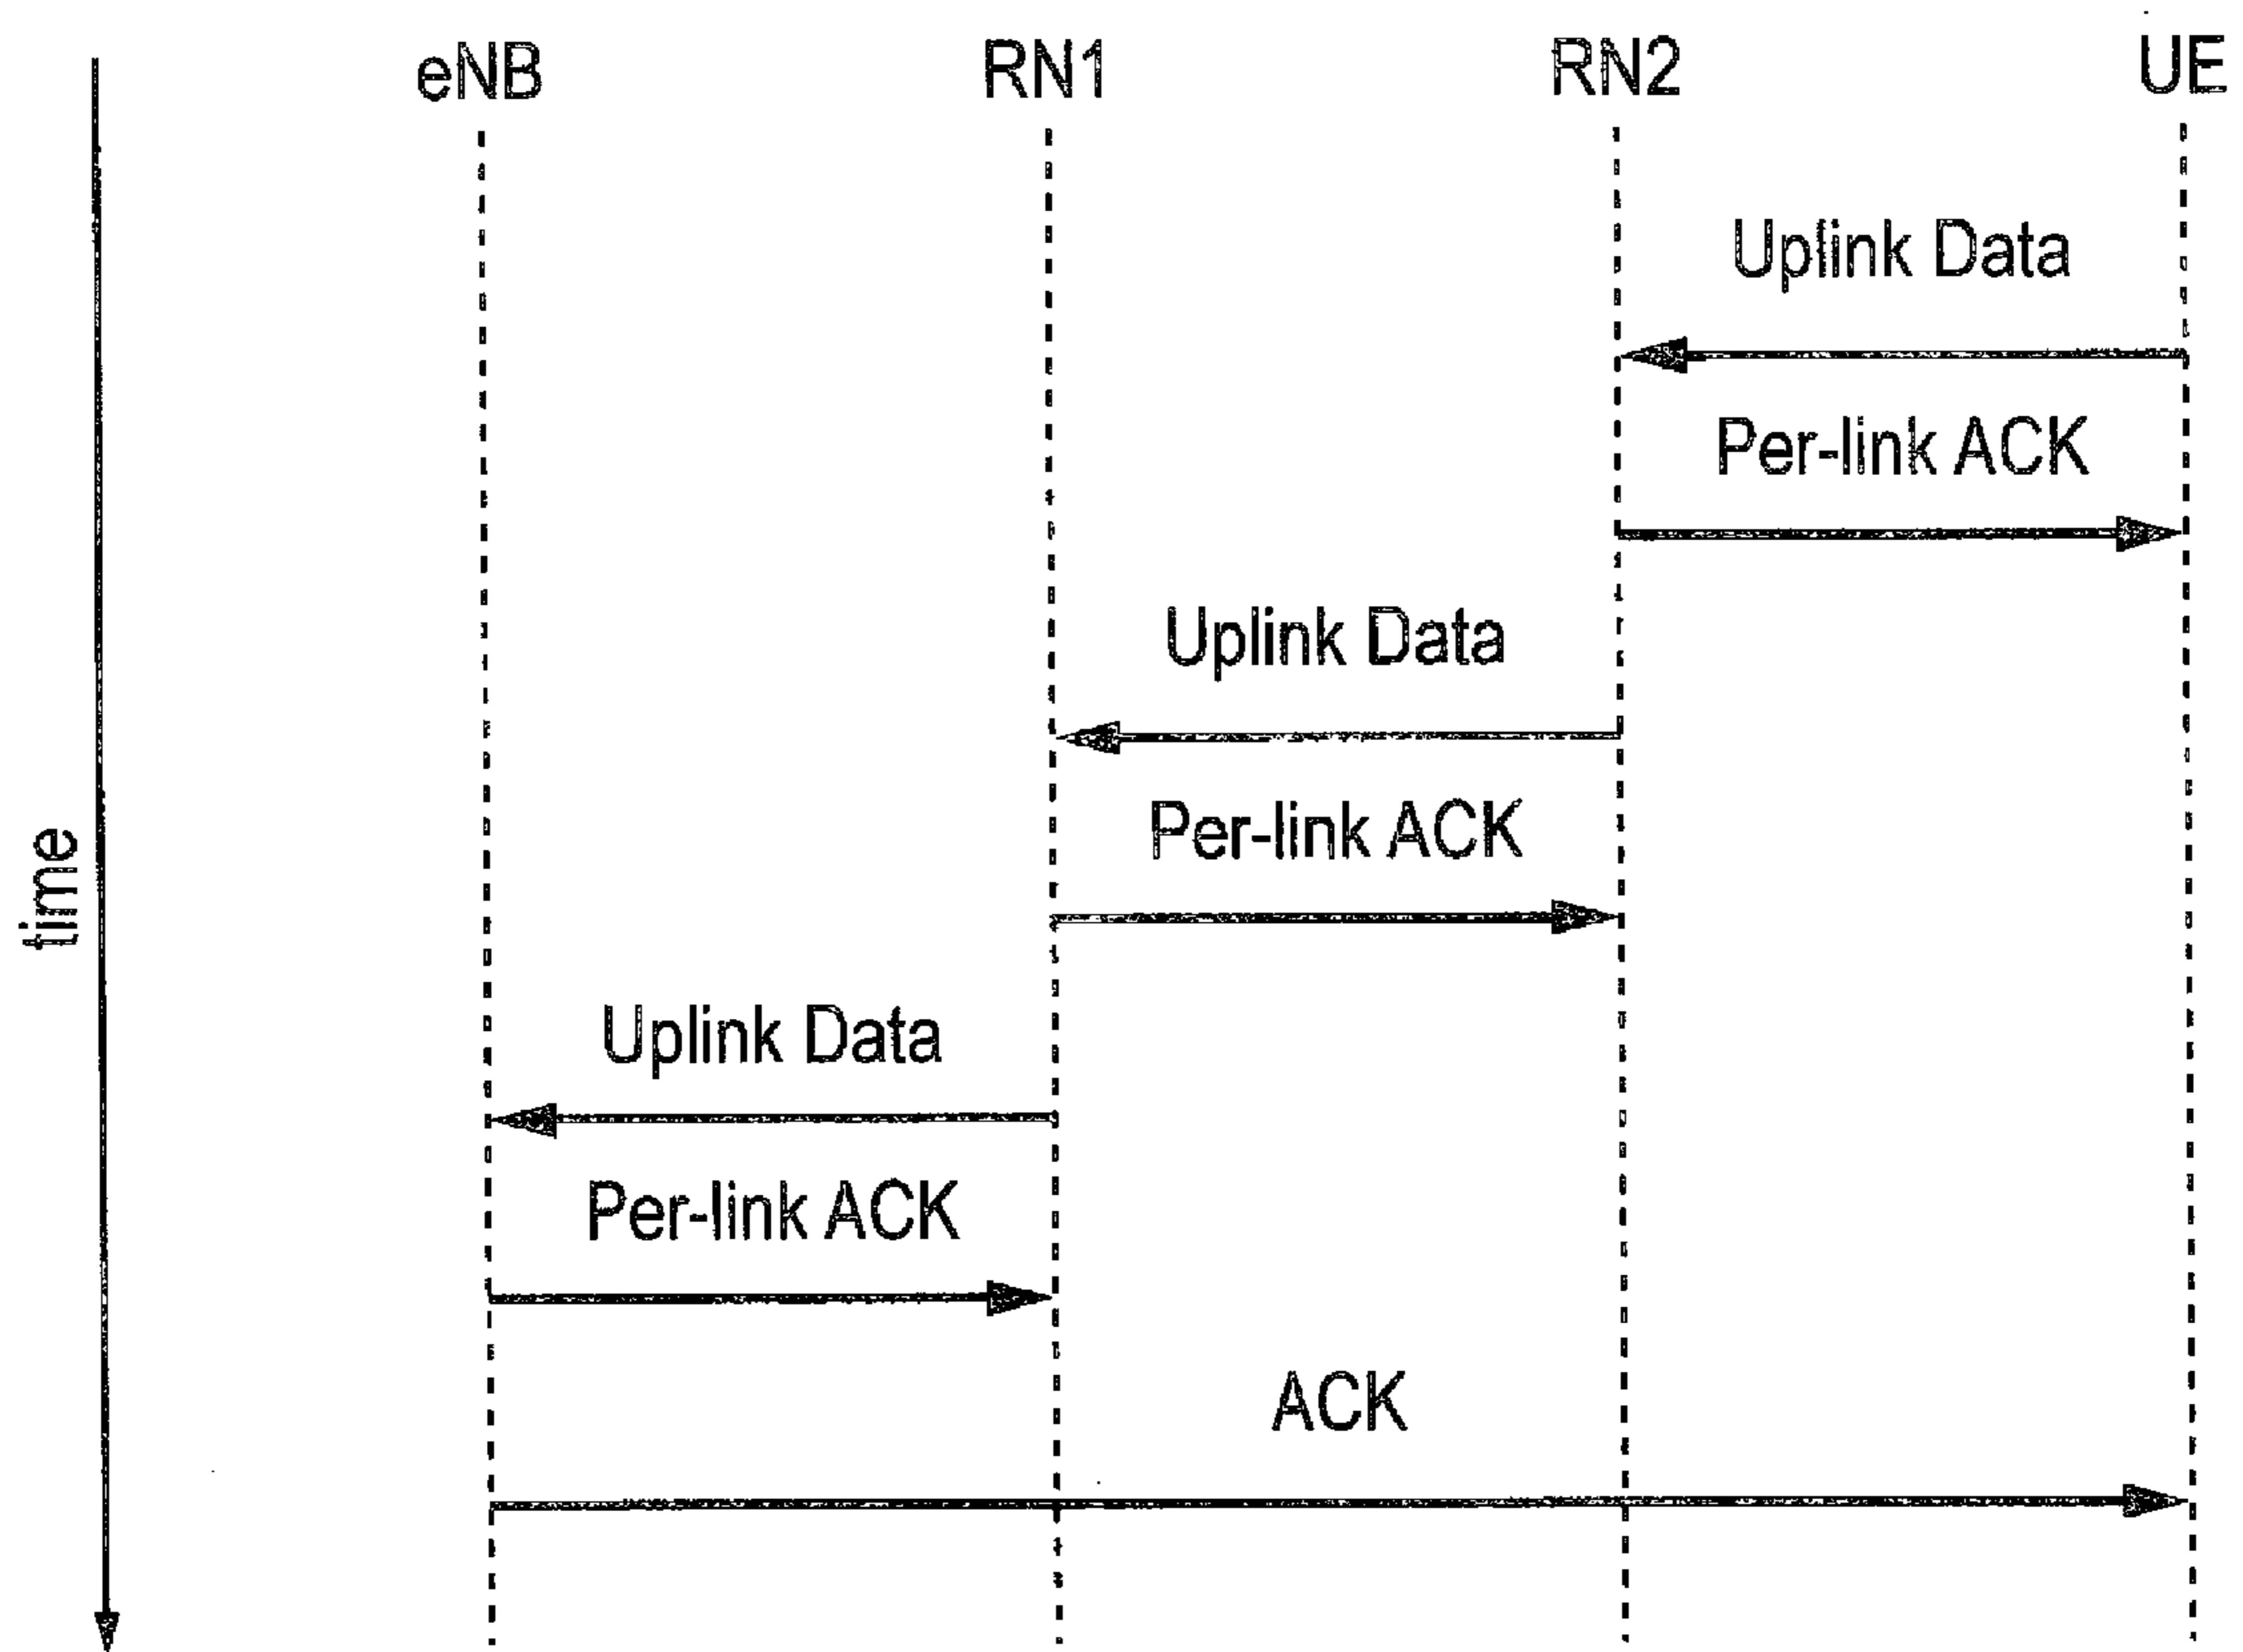 eNB RN1 RN2 UE
Uplink Data
Per-link ACK
Uplink Data
Per-link ACK
time
Uplink Data
Per-link ACK
ACK